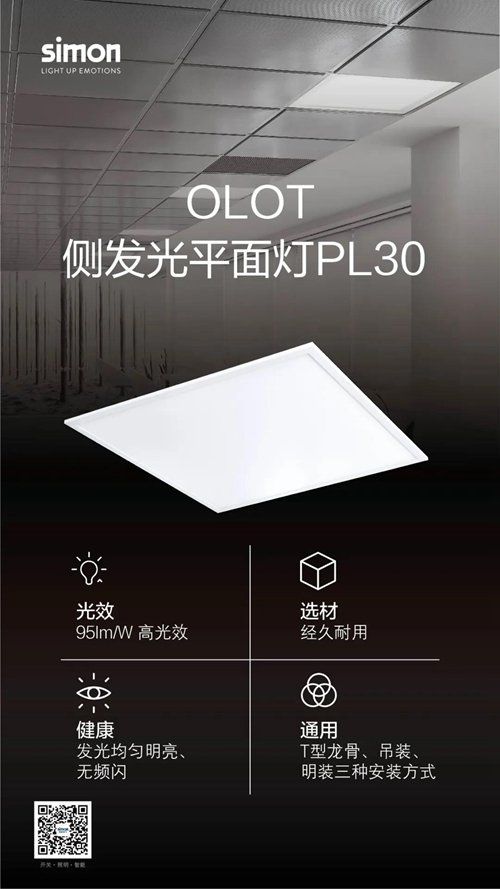 simon
LIGHT UP EMOTIONS
OLOT
侧发光平面灯PL30
光效
95lm/W 高光效
选材
经久耐用
健康
发光均匀明亮、
无频闪
通用
T型龙骨、吊装、
明装三种安装方式
simon
开关·照明·智能